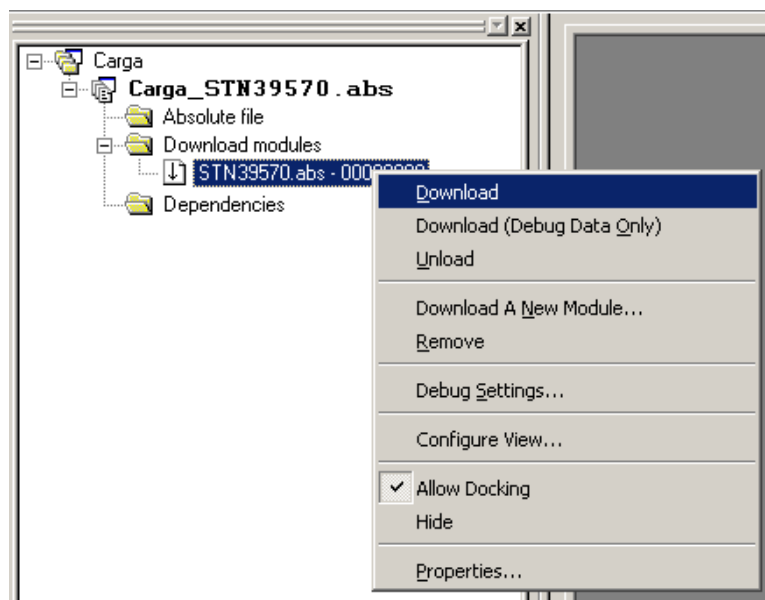 Carga
Carga_STN39570.abs
Absolute file
Download modules
STN39570.abs - 00000000
Dependencies
Download
Download (Debug Data Only)
Unload
Download A New Module...
Remove
Debug Settings...
Configure View...
Allow Docking
Hide
Properties...